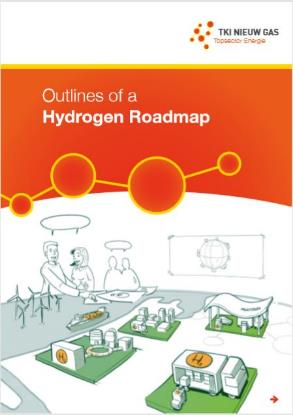 TKI NIEUW GAS
Topsector Energie
Outlines of a
Hydrogen Roadmap
H
H